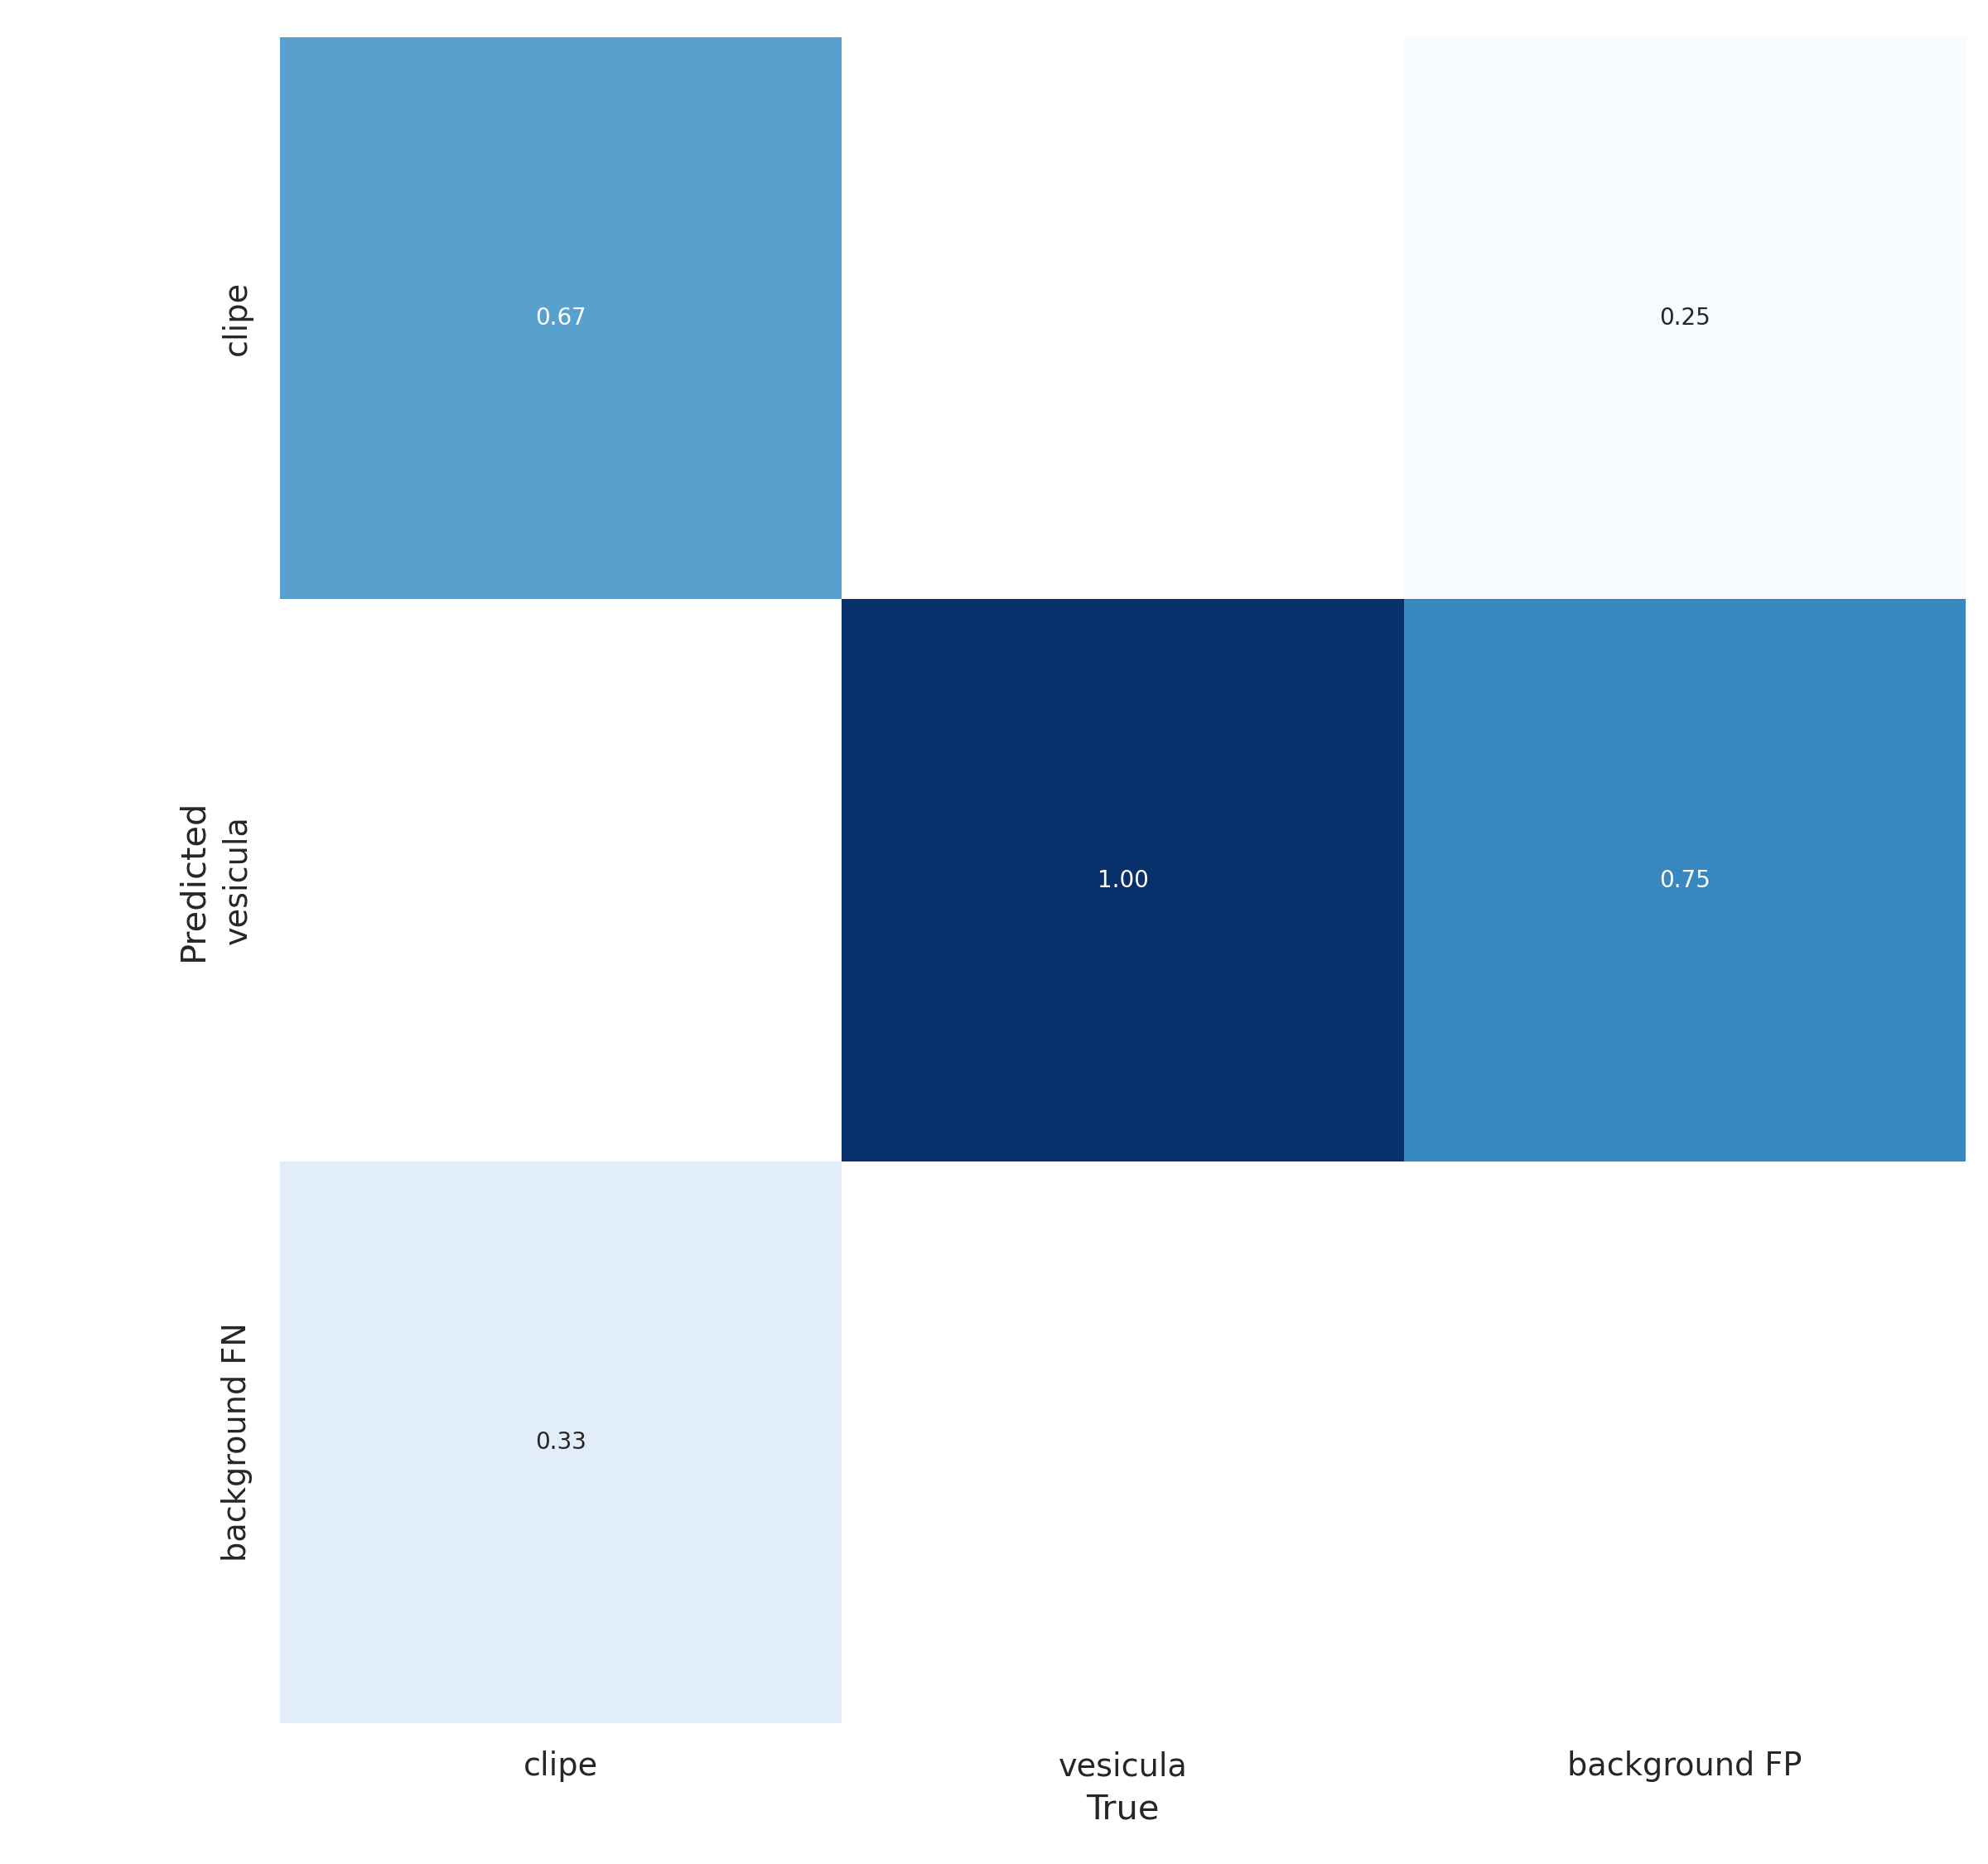 clipe
0.67
0.25
Predicted
vesicula
1.00
0.75
background FN
0.33
clipe
vesicula
background FP
True